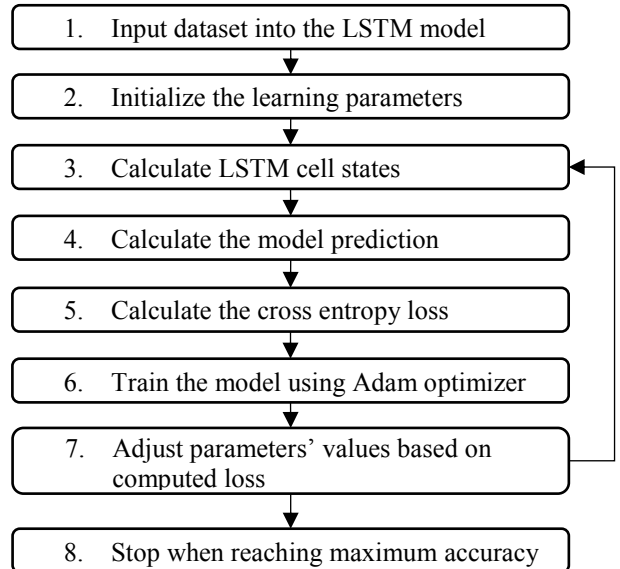 1. Input dataset into the LSTM model
2. Initialize the learning parameters
3. Calculate LSTM cell states
4. Calculate the model prediction
5. Calculate the cross entropy loss
6. Train the model using Adam optimizer
7. Adjust parameters’ values based on
computed loss
8. Stop when reaching maximum accuracy